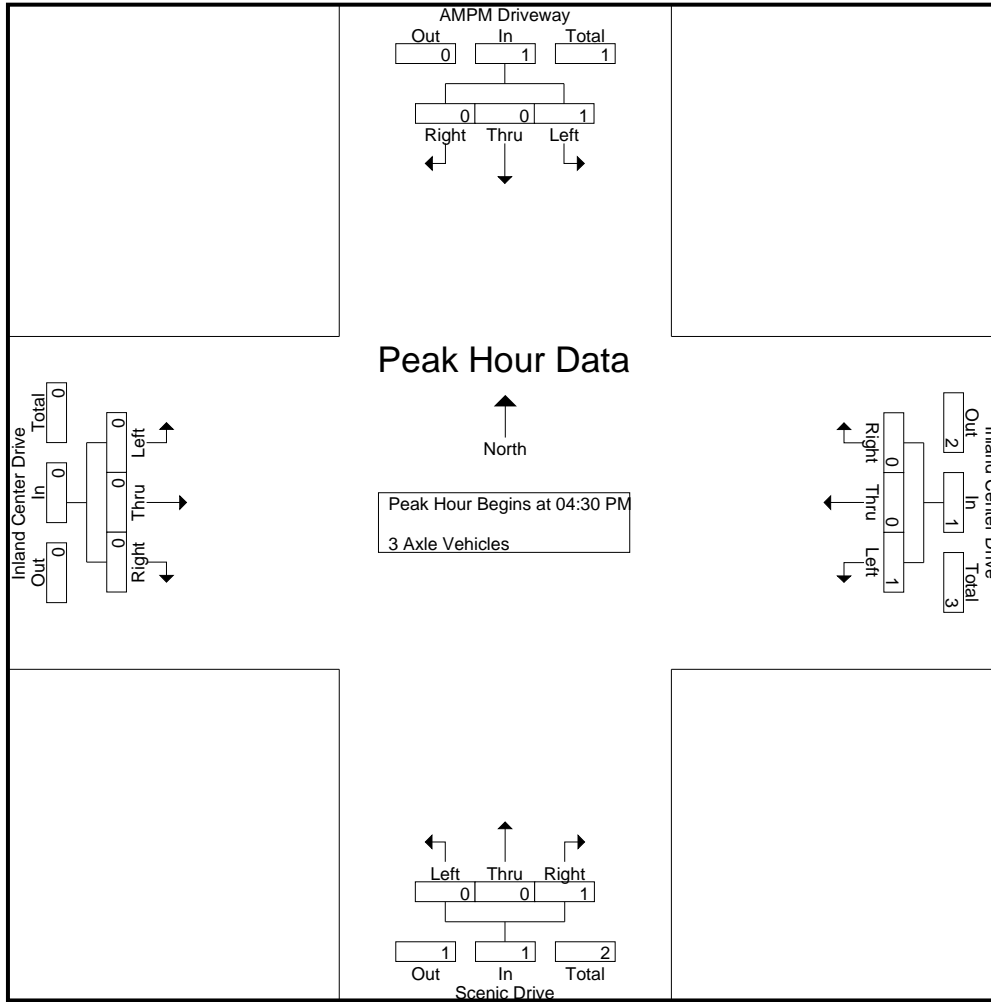 AMPM Driveway
Out In Total
0 1 1
0 0 1
Right Thru Left
Peak Hour Data
North
Peak Hour Begins at 04:30 PM
3 Axle Vehicles
Inland Center Drive
Total In Out
0 0 0
0 0 0
Left Thru Right
Right Thru Left
0 0 1
Out In Total
2 1 3
Inland Center Drive
Left Thru Right
0 0 1
1 1 2
Out In Total
Scenic Drive